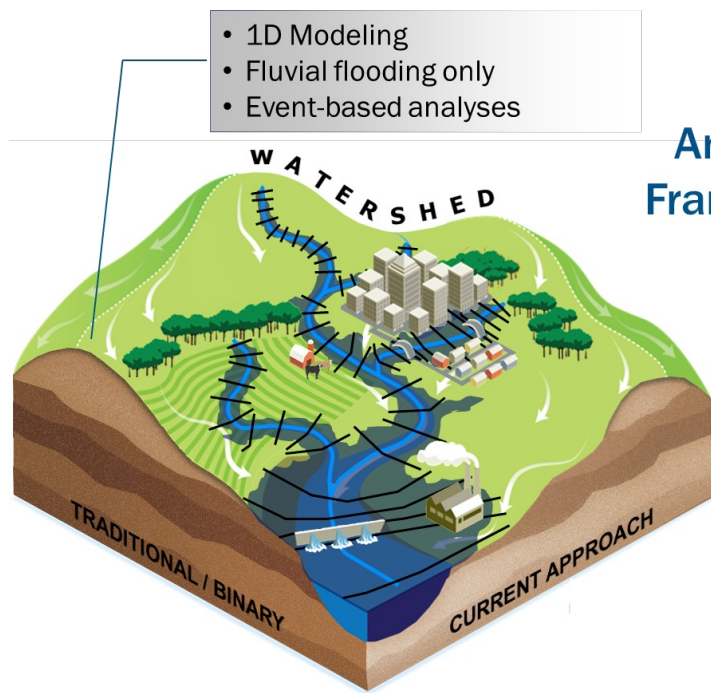 • 1D Modeling
• Fluvial flooding only
• Event-based analyses
WATERSHED
TRADITIONAL / BINARY
CURRENT APPROACH